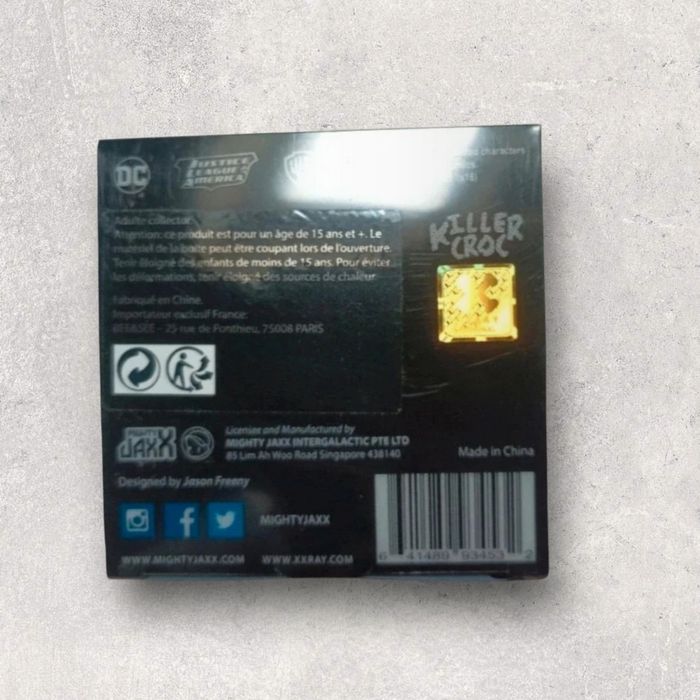 DC
JUSTICE
LEAGUE
AMERICA
characters
KILLER
CROC
Adulte collector.
Attention: ce produit est pour un âge de 15 ans et +. Le
matériel de la boite peut être coupant lors de l'ouverture.
Tenir éloigné des enfants de moins de 15 ans. Pour éviter
les déformations, tenir éloigné des sources de chaleur.
Fabriqué en Chine.
Importateur exclusif France:
25 rue de Ponthieu, 75008 PARIS
MIGHTY
JAXX
Licensee and Manufactured by
MIGHTY JAXX INTERGALACTIC PTE LTD
85 Lim Ah Woo Road Singapore 438140
Made in China
Designed by Jason Freeny
MIGHTYJAXX
6 41489 93453 2
WWW.MIGHTYJAXX.COM
WWW.XXRAY.COM